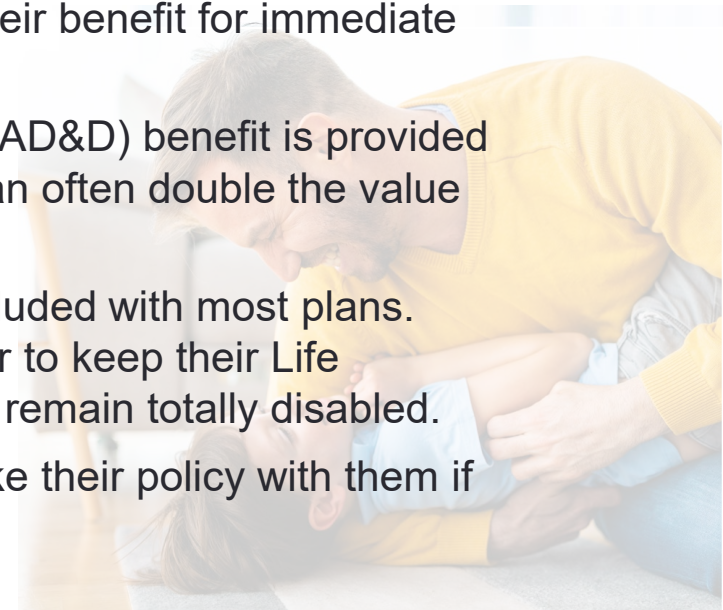 eir benefit for immediate
AD&D) benefit is provided
an often double the value
uded with most plans.
r to keep their Life
remain totally disabled.
ke their policy with them if